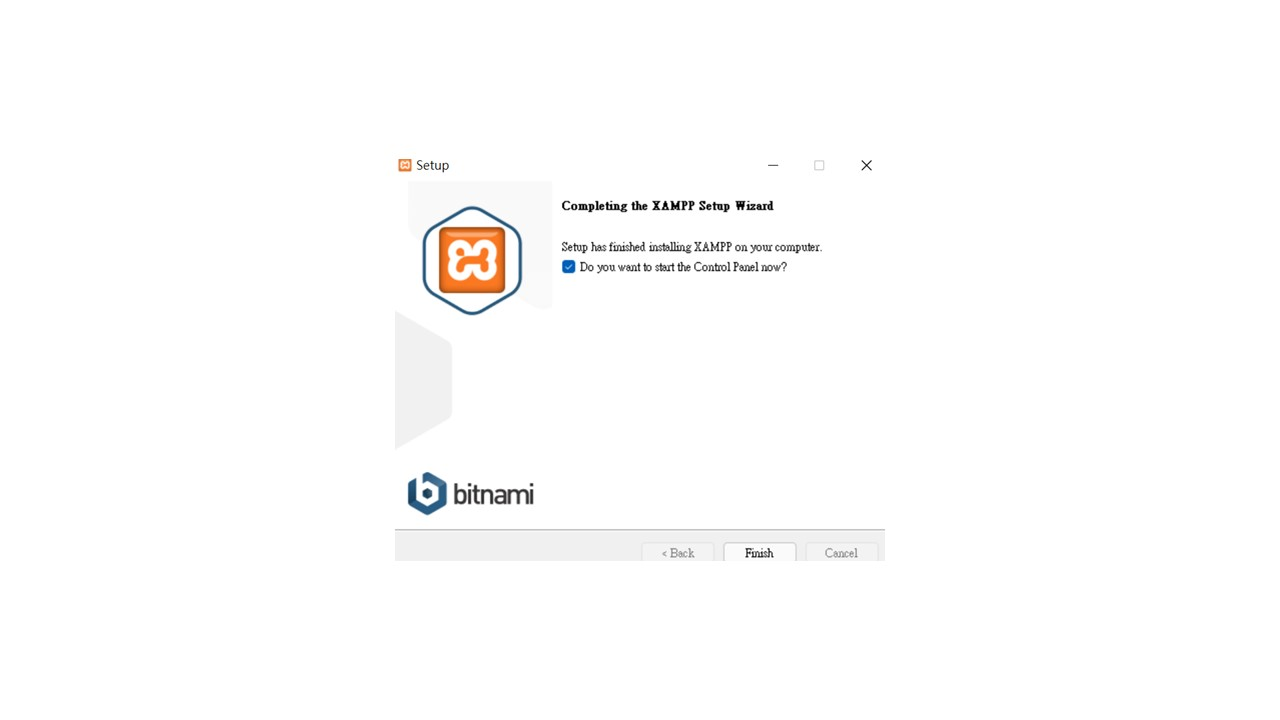 Setup
Completing the XAMPP Setup Wizard
Setup has finished installing XAMPP on your computer.
Do you want to start the Control Panel now?
bitnami
< Back
Finish
Cancel